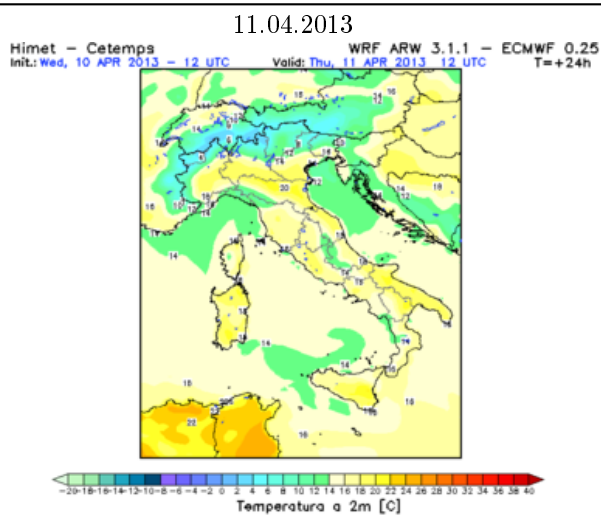 11.04.2013
Himet - Cetemps WRF ARW 3.1.1 - ECMWF 0.25
Init.: Wed, 10 APR 2013 - 12 UTC Valid: Thu, 11 APR 2013 12 UTC T=+24h
-20-18-16-14-12-10-8 -6 -4 -2 0 2 4 6 8 10 12 14 16 18 20 22 24 26 28 30 32 34 36 38 40
Temperatura a 2m [C]